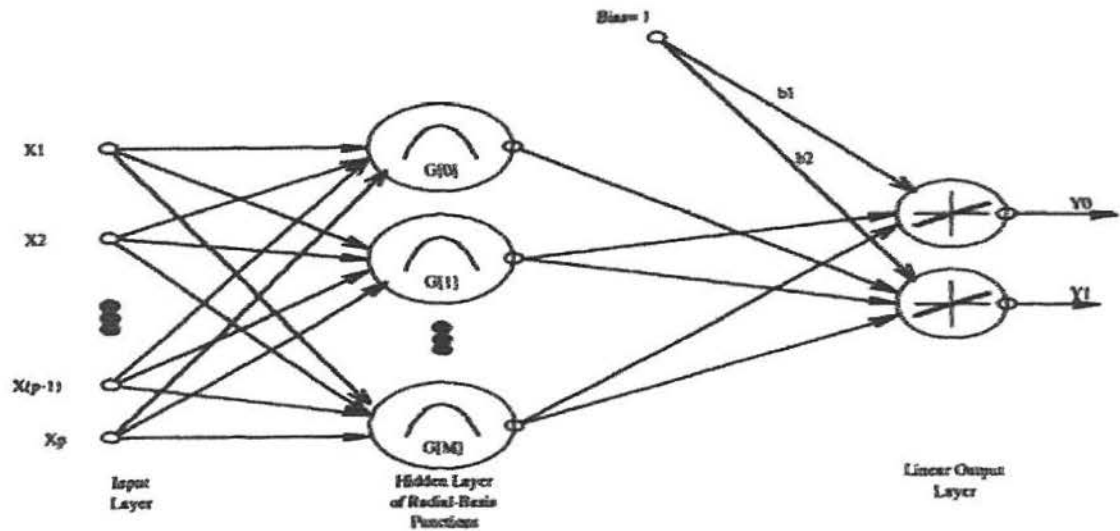 Bias= 1
b1
b2
X1
X2
X(p-1)
Xp
G[0]
G[1]
G[M]
Y0
Y1
Input
Layer
Hidden Layer
of Radial-Basis
Functions
Linear Output
Layer